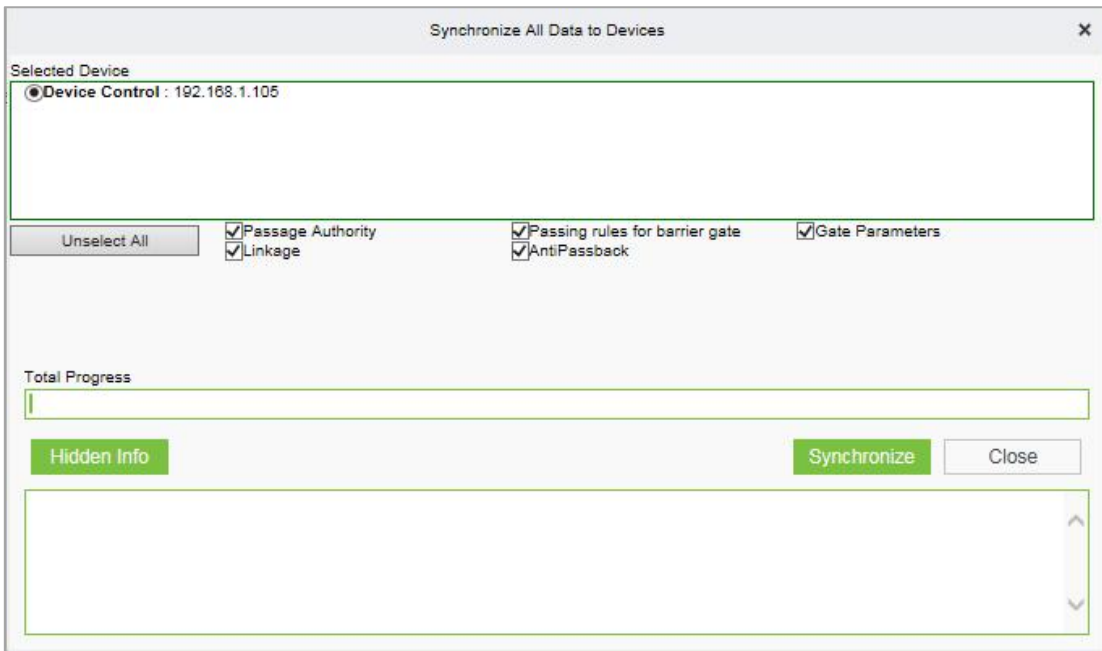 Synchronize All Data to Devices
Selected Device
Device Control : 192.168.1.105
Unselect All
Passage Authority
Passing rules for barrier gate
Gate Parameters
Linkage
AntiPassback
Total Progress
Hidden Info
Synchronize
Close